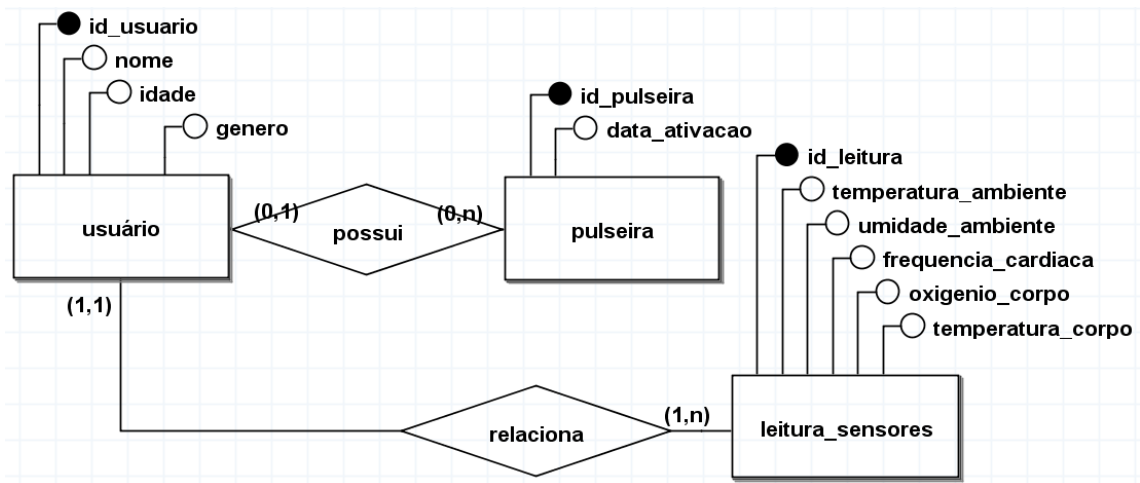 id_usuario
nome
idade
genero
usuário
(0,1)
possui
(0,n)
id_pulseira
data_ativacao
pulseira
id_leitura
temperatura_ambiente
umidade_ambiente
frequencia_cardiaca
oxigenio_corpo
temperatura_corpo
(1,1)
relaciona
(1,n)
leitura_sensores